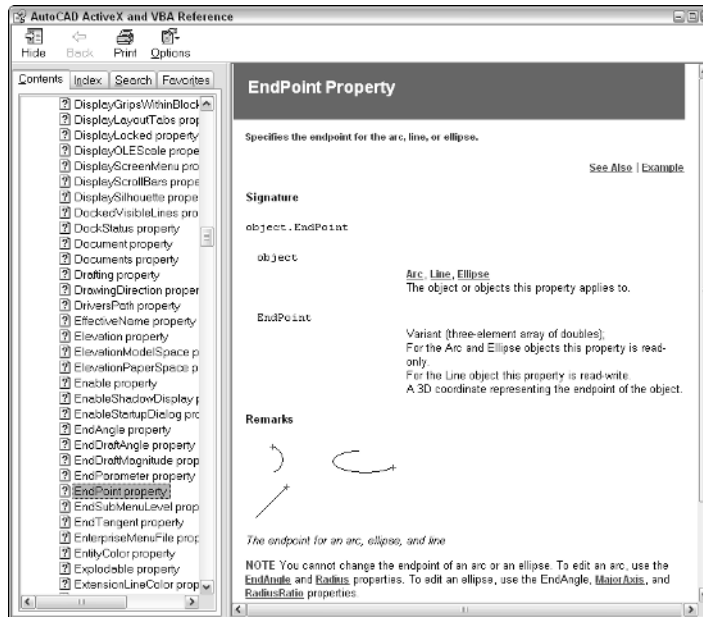 AutoCAD ActiveX and VBA Reference
Hide Back Print Options
Contents Index Search Favorites
DisplayGripsWithinBlock
DisplayLayoutTabs prop
DisplayLocked property
DisplayOLEScale prope
DisplayScreenMenu pro
DisplayScrollBars prope
DisplaySilhouette prope
DockedVisibleLines pro
DockStatus property
Document property
Documents property
Drafting property
DrawingDirection proper
DriversPath property
EffectiveName property
Elevation property
ElevationModelSpace p
ElevationPaperSpace p
Enable property
EnableShadowDisplay p
EnableStartupDialog pro
EndAngle property
EndDraftAngle property
EndDraftMagnitude prop
EndParameter property
EndPoint property
EndSubMenuLevel prop
EndTangent property
EnterpriseMenuFile prop
EntityColor property
Explodable property
ExtensionLineColor prop
EndPoint Property
Specifies the endpoint for the arc, line, or ellipse.
See Also | Example
Signature
object.EndPoint
object
Arc, Line, Ellipse
The object or objects this property applies to.
EndPoint
Variant (three-element array of doubles);
For the Arc and Ellipse objects this property is read-
only.
For the Line object this property is read-write.
A 3D coordinate representing the endpoint of the object.
Remarks
The endpoint for an arc, ellipse, and line
NOTE You cannot change the endpoint of an arc or an ellipse. To edit an arc, use the
EndAngle and Radius properties. To edit an ellipse, use the EndAngle, MajorAxis, and
RadiusRatio properties.